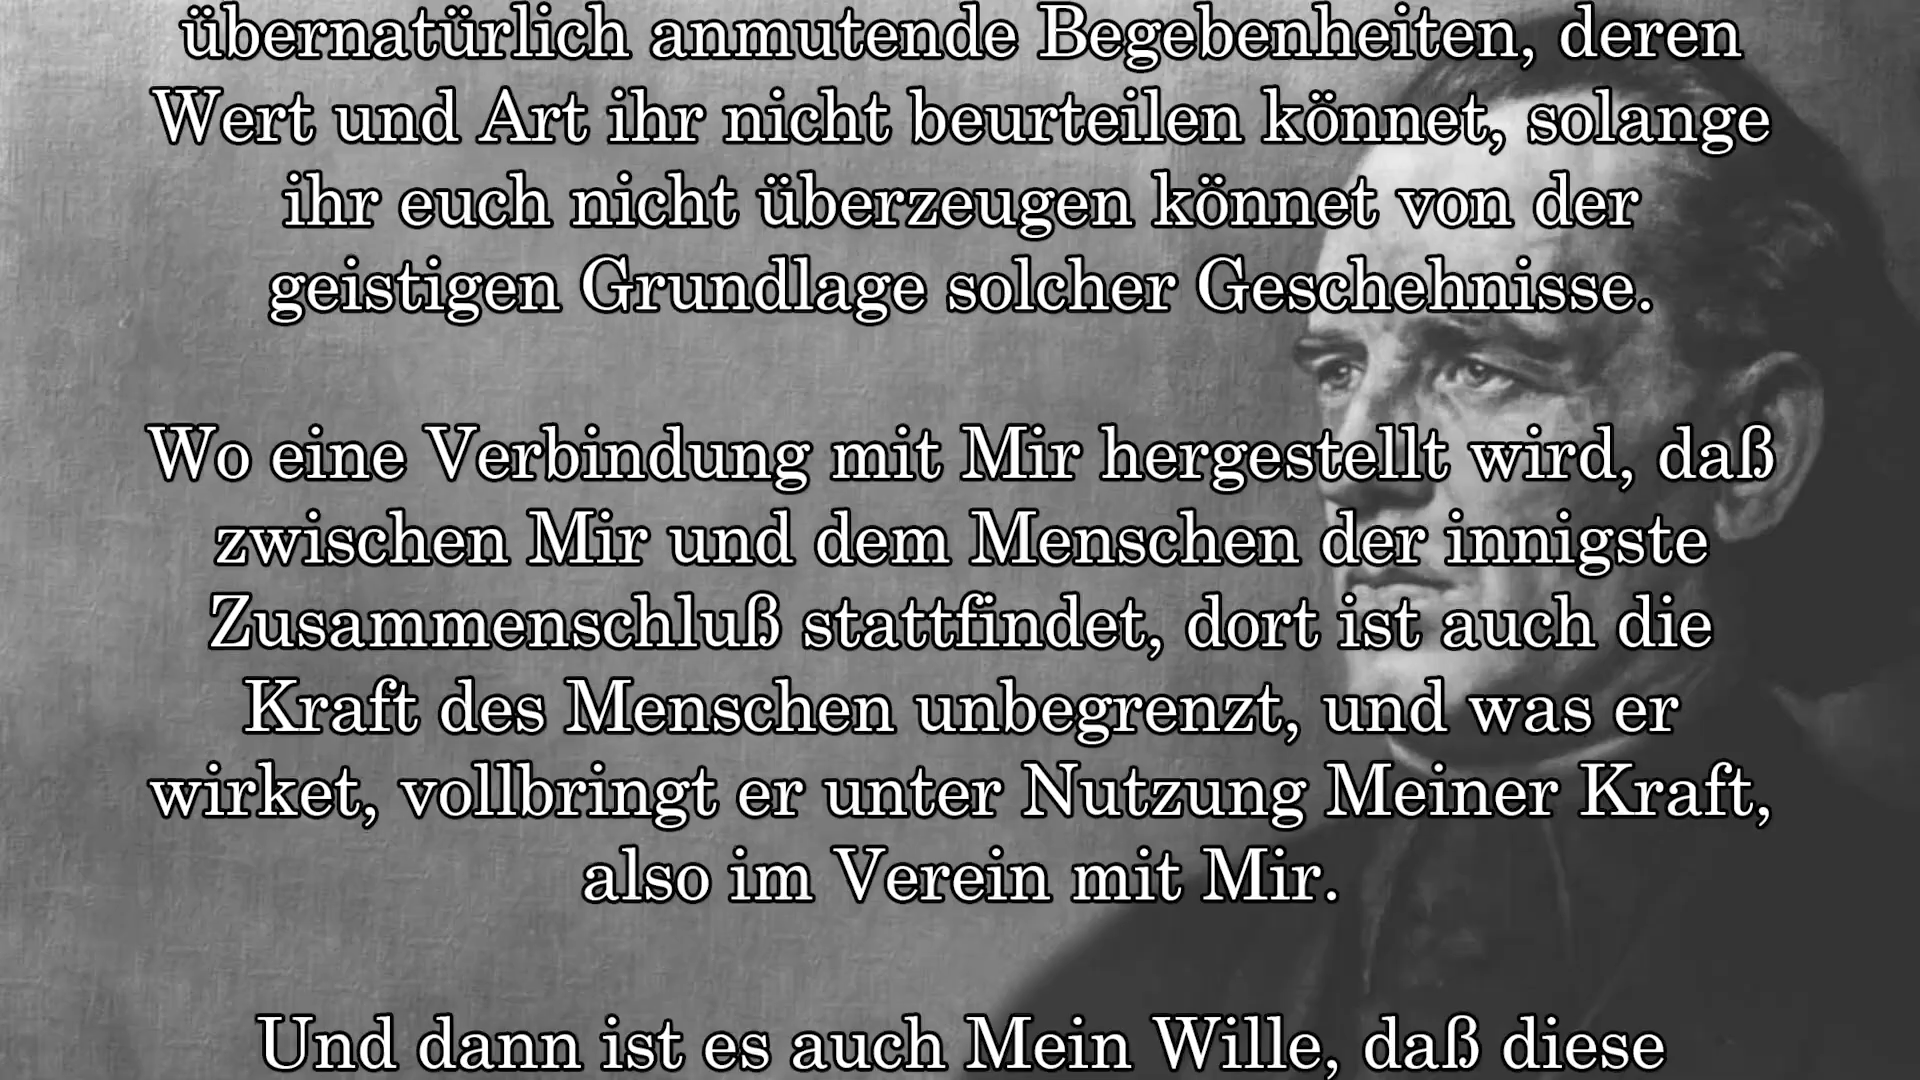 übernatürlich anmutende Begebenheiten, deren
Wert und Art ihr nicht beurteilen könnet, solange
ihr euch nicht überzeugen könnet von der
geistigen Grundlage solcher Geschehnisse.
Wo eine Verbindung mit Mir hergestellt wird, daß
zwischen Mir und dem Menschen der innigste
Zusammenschluß stattfindet, dort ist auch die
Kraft des Menschen unbegrenzt, und was er
wirket, vollbringt er unter Nutzung Meiner Kraft,
also im Verein mit Mir.
Und dann ist es auch Mein Wille, daß diese